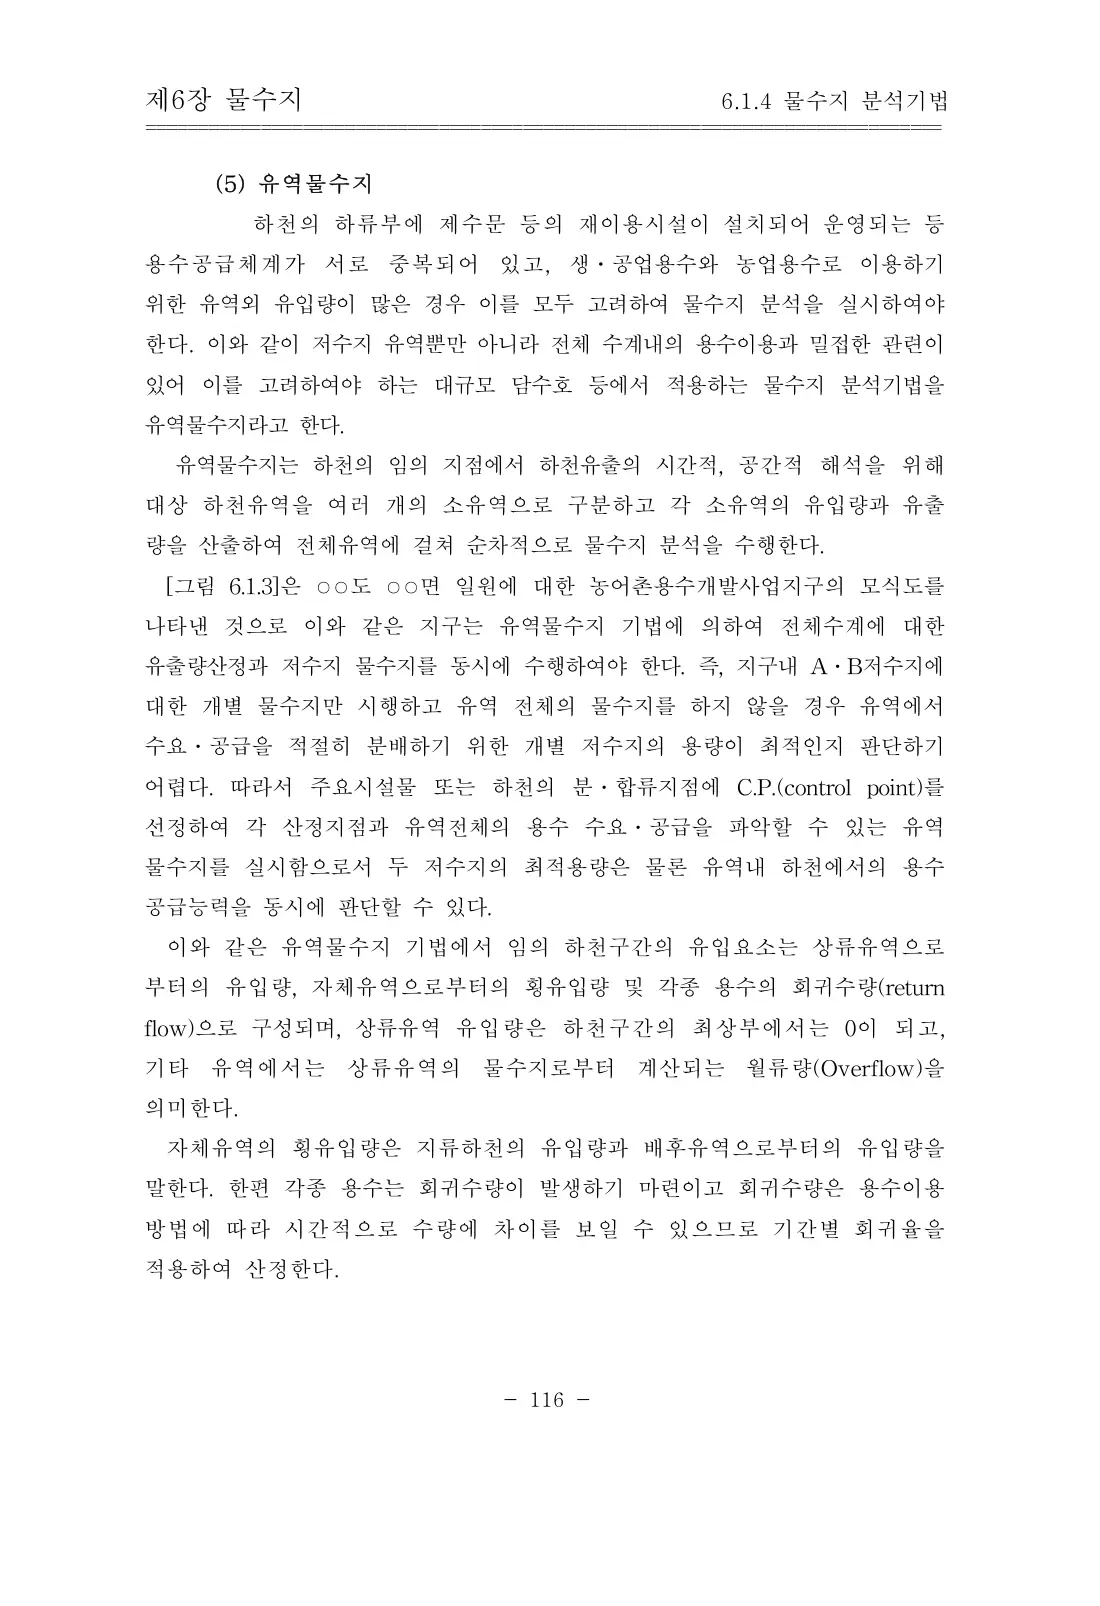 제6장 물수지
6.1.4 물수지 분석기법
(5) 유역물수지
하천의 하류부에 제수문 등의 재이용시설이 설치되어 운영되는 등
용수공급체계가 서로 중복되어 있고, 생·공업용수와 농업용수로 이용하기
위한 유역외 유입량이 많은 경우 이를 모두 고려하여 물수지 분석을 실시하여야
한다. 이와 같이 저수지 유역뿐만 아니라 전체 수계내의 용수이용과 밀접한 관련이
있어 이를 고려하여야 하는 대규모 담수호 등에서 적용하는 물수지 분석기법을
유역물수지라고 한다.
유역물수지는 하천의 임의 지점에서 하천유출의 시간적, 공간적 해석을 위해
대상 하천유역을 여러 개의 소유역으로 구분하고 각 소유역의 유입량과 유출
량을 산출하여 전체유역에 걸쳐 순차적으로 물수지 분석을 수행한다.
[그림 6.1.3]은 ○○도 ○○면 일원에 대한 농어촌용수개발사업지구의 모식도를
나타낸 것으로 이와 같은 지구는 유역물수지 기법에 의하여 전체수계에 대한
유출량산정과 저수지 물수지를 동시에 수행하여야 한다. 즉, 지구내 A·B저수지에
대한 개별 물수지만 시행하고 유역 전체의 물수지를 하지 않을 경우 유역에서
수요·공급을 적절히 분배하기 위한 개별 저수지의 용량이 최적인지 판단하기
어렵다. 따라서 주요시설물 또는 하천의 분·합류지점에 C.P.(control point)를
선정하여 각 산정지점과 유역전체의 용수 수요·공급을 파악할 수 있는 유역
물수지를 실시함으로서 두 저수지의 최적용량은 물론 유역내 하천에서의 용수
공급능력을 동시에 판단할 수 있다.
이와 같은 유역물수지 기법에서 임의 하천구간의 유입요소는 상류유역으로
부터의 유입량, 자체유역으로부터의 횡유입량 및 각종 용수의 회귀수량(return
flow)으로 구성되며, 상류유역 유입량은 하천구간의 최상부에서는 0이 되고,
기타 유역에서는 상류유역의 물수지로부터 계산되는 월류량(Overflow)을
의미한다.
자체유역의 횡유입량은 지류하천의 유입량과 배후유역으로부터의 유입량을
말한다. 한편 각종 용수는 회귀수량이 발생하기 마련이고 회귀수량은 용수이용
방법에 따라 시간적으로 수량에 차이를 보일 수 있으므로 기간별 회귀율을
적용하여 산정한다.
- 116 -